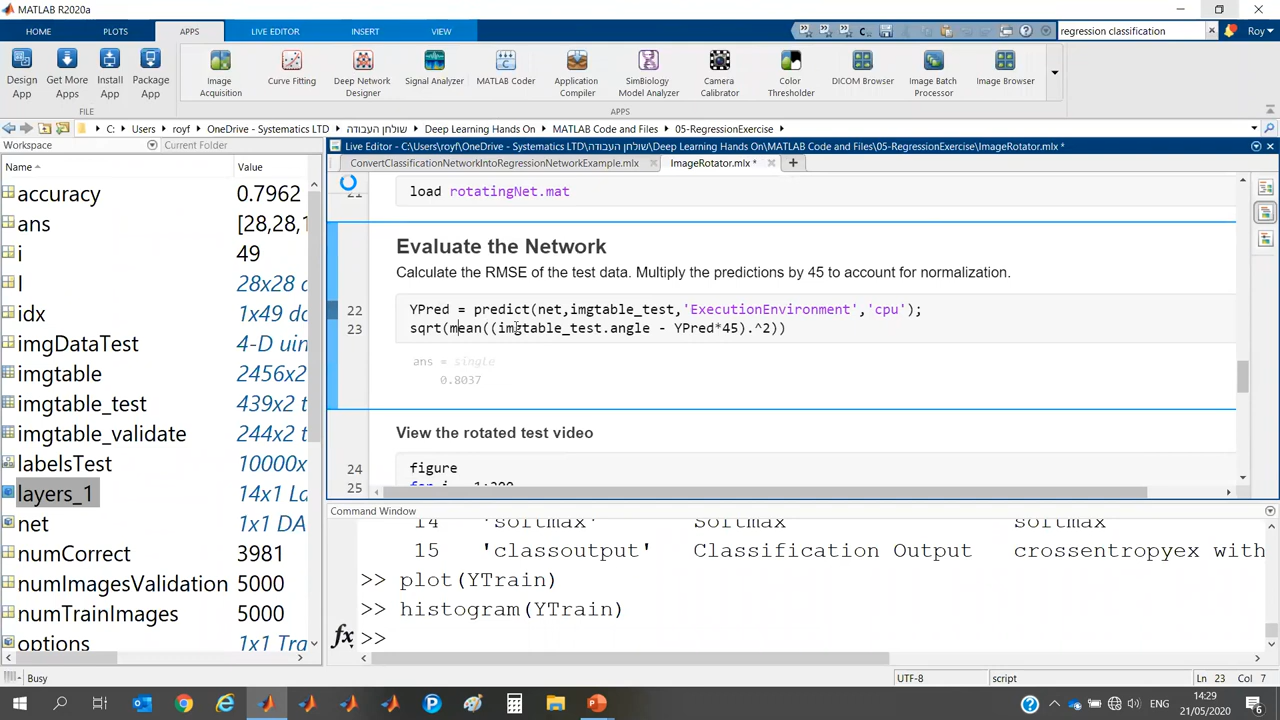 MATLAB R2020a
HOME PLOTS APPS LIVE EDITOR INSERT VIEW
regression classification
Roy
Design App
Get More Apps
Install App
Package App
Image Acquisition
Curve Fitting
Deep Network Designer
Signal Analyzer
MATLAB Coder
Application Compiler
SimBiology Model Analyzer
Camera Calibrator
Color Thresholder
DICOM Browser
Image Batch Processor
Image Browser
FILE APPS
C: Users royf OneDrive - Systematics LTD שולחן העבודה Deep Learning Hands On MATLAB Code and Files 05-RegressionExercise
Workspace Current Folder
Live Editor - C:\Users\royf\OneDrive - Systematics LTD\שולחן העבודה\Deep Learning Hands On\MATLAB Code and Files\05-RegressionExercise\ImageRotator.mlx *
ConvertClassificationNetworkIntoRegressionNetworkExample.mlx ImageRotator.mlx *
Name Value
accuracy 0.7962
ans [28,28,1
i 49
I 28x28
idx 1x49 do
imgDataTest 4-D uin
imgtable 2456x2
imgtable_test 439x2 t
imgtable_validate 244x2 t
labelsTest 10000x
layers_1 14x1 La
net 1x1 DA
numCorrect 3981
numImagesValidation 5000
numTrainImages 5000
options 1x1 Tra
21 load rotatingNet.mat
Evaluate the Network
Calculate the RMSE of the test data. Multiply the predictions by 45 to account for normalization.
22 YPred = predict(net,imgtable_test,'ExecutionEnvironment','cpu');
23 sqrt(mean((imgtable_test.angle - YPred*45).^2))
ans = single
0.8037
View the rotated test video
24 figure
25 for i = 1:300
Command Window
14 'softmax' Softmax softmax
15 'classoutput' Classification Output crossentropyex with
>> plot(YTrain)
>> histogram(YTrain)
fx >>
Busy UTF-8 script Ln 23 Col 7
ENG 14:29
21/05/2020
6